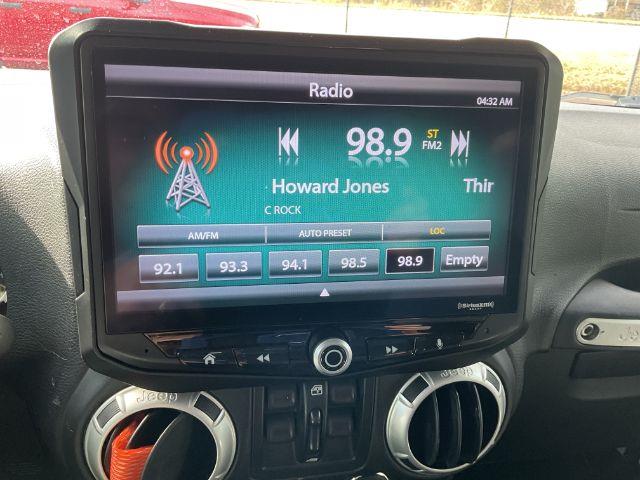 Radio
04:32 AM
98.9
ST
FM2
Howard Jones Thir
C ROCK
AM/FM AUTO PRESET LOC
92.1 93.3 94.1 98.5 98.9 Empty
SiriusXM
Jeep Jeep